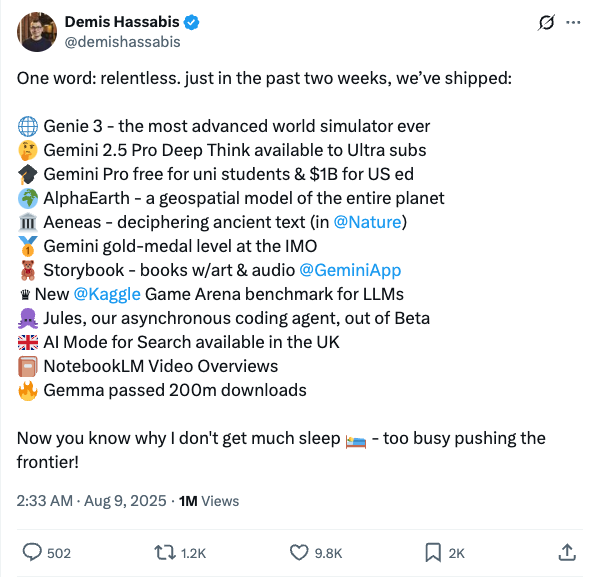 Demis Hassabis
@demishassabis
One word: relentless. just in the past two weeks, we’ve shipped:
🌐 Genie 3 - the most advanced world simulator ever
🤔 Gemini 2.5 Pro Deep Think available to Ultra subs
🎓 Gemini Pro free for uni students & $1B for US ed
🌍 AlphaEarth - a geospatial model of the entire planet
🏛️ Aeneas - deciphering ancient text (in @Nature)
🥇 Gemini gold-medal level at the IMO
🧸 Storybook - books w/art & audio @GeminiApp
♛ New @Kaggle Game Arena benchmark for LLMs
🐙 Jules, our asynchronous coding agent, out of Beta
🇬🇧 AI Mode for Search available in the UK
📔 NotebookLM Video Overviews
🔥 Gemma passed 200m downloads
Now you know why I don't get much sleep 🛌 - too busy pushing the
frontier!
2:33 AM · Aug 9, 2025 · 1M Views
502 1.2K 9.8K 2K